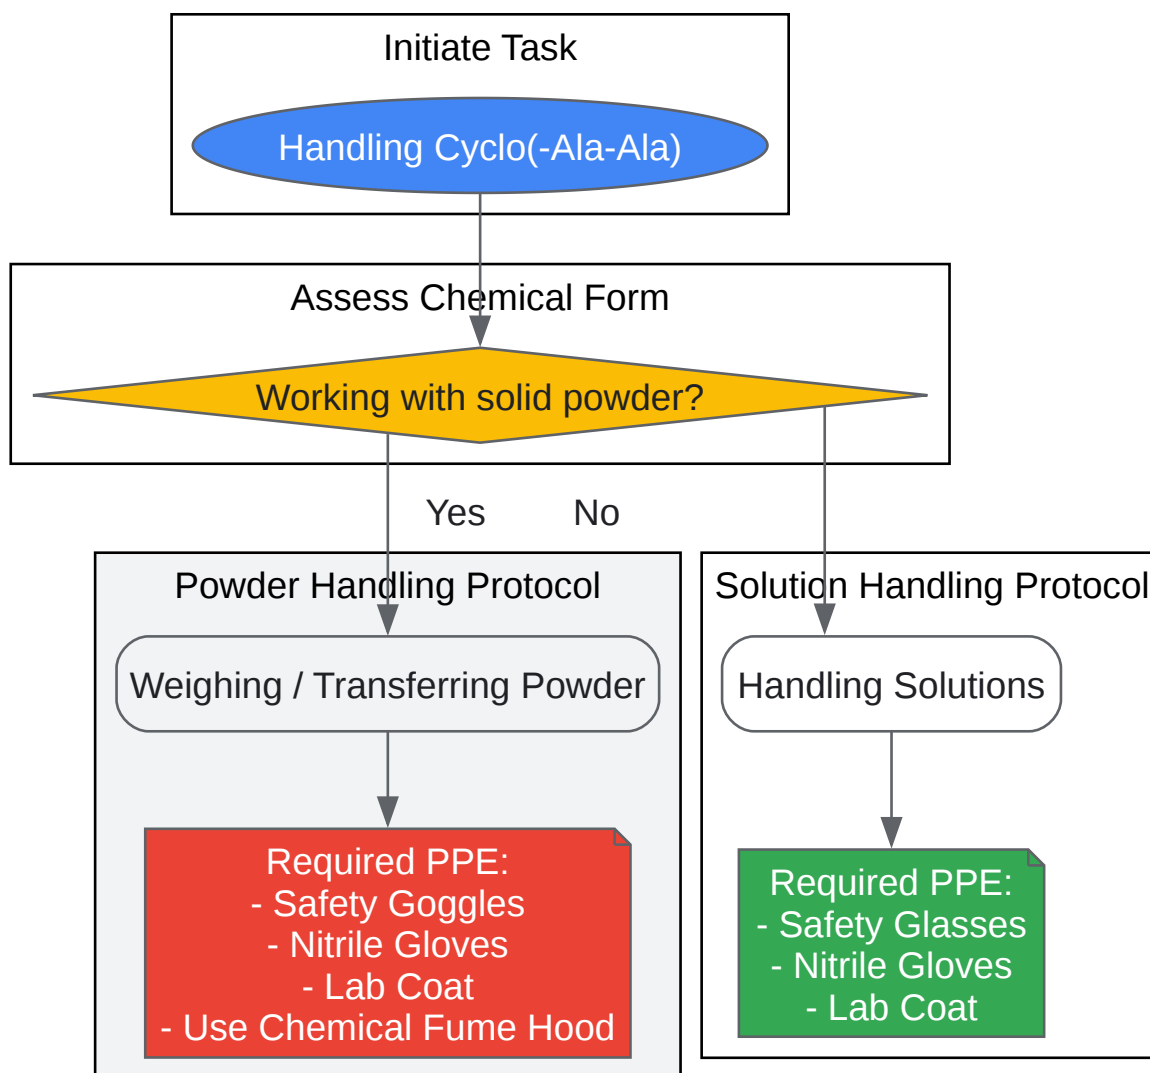 Initiate Task
Handling Cyclo(-Ala-Ala)
Assess Chemical Form
Working with solid powder?
Yes
No
Powder Handling Protocol
Weighing / Transferring Powder
Required PPE:
- Safety Goggles
- Nitrile Gloves
- Lab Coat
- Use Chemical Fume Hood
Solution Handling Protocol
Handling Solutions
Required PPE:
- Safety Glasses
- Nitrile Gloves
- Lab Coat